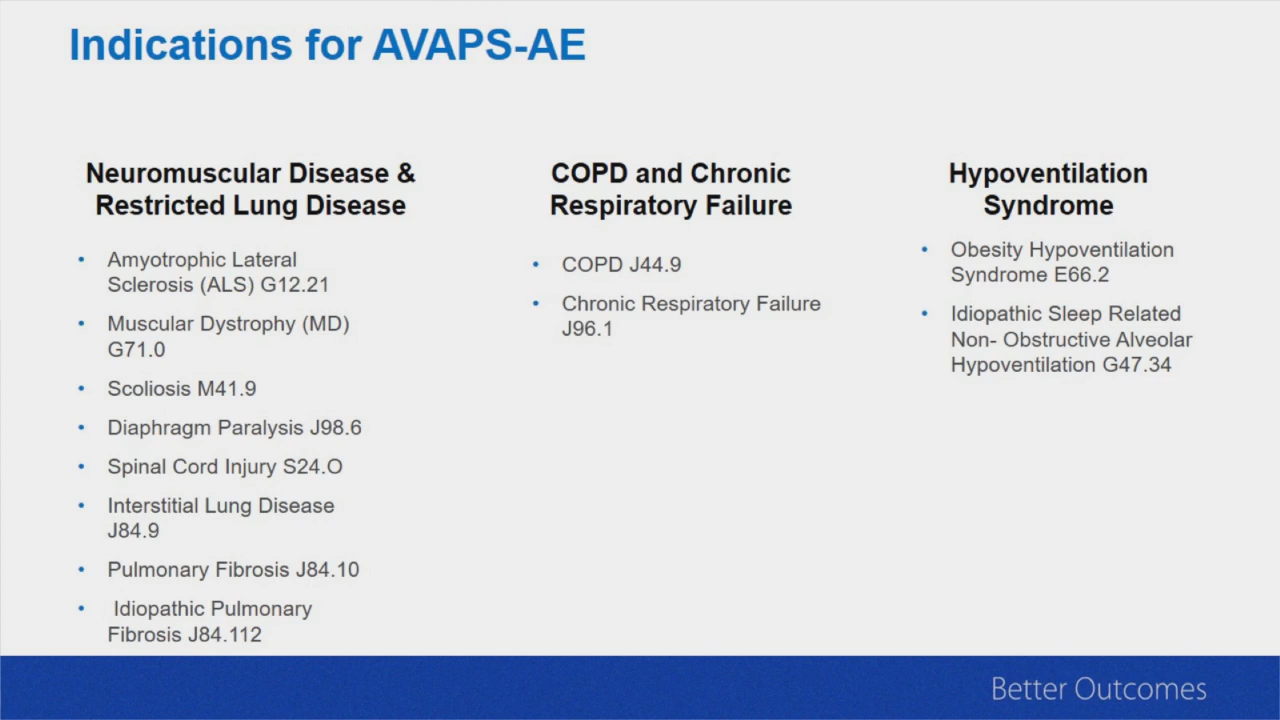 Indications for AVAPS-AE
Neuromuscular Disease &
Restricted Lung Disease
• Amyotrophic Lateral
Sclerosis (ALS) G12.21
• Muscular Dystrophy (MD)
G71.0
• Scoliosis M41.9
• Diaphragm Paralysis J98.6
• Spinal Cord Injury S24.O
• Interstitial Lung Disease
J84.9
• Pulmonary Fibrosis J84.10
• Idiopathic Pulmonary
Fibrosis J84.112
COPD and Chronic
Respiratory Failure
• COPD J44.9
• Chronic Respiratory Failure
J96.1
Hypoventilation
Syndrome
• Obesity Hypoventilation
Syndrome E66.2
• Idiopathic Sleep Related
Non- Obstructive Alveolar
Hypoventilation G47.34
Better Outcomes